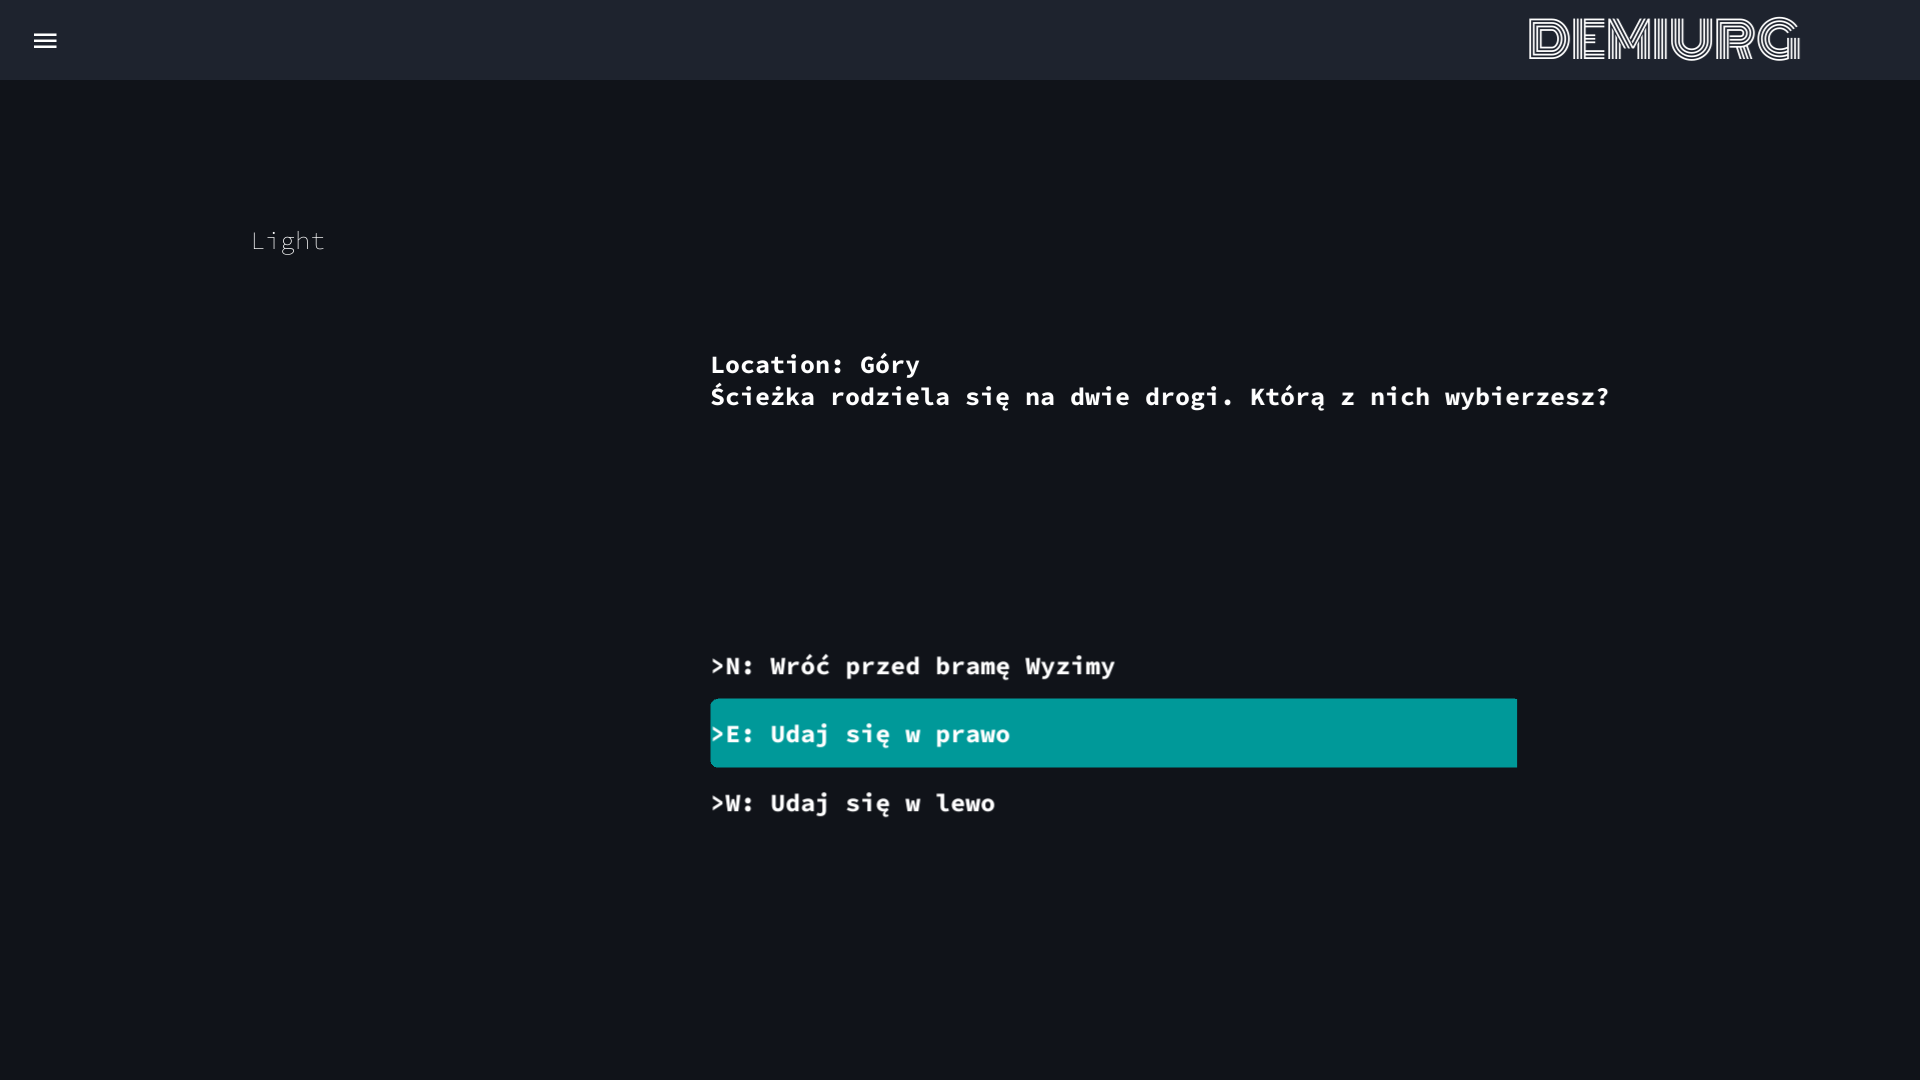 DEMIURG
Light
Location: Góry
Ścieżka rodziela się na dwie drogi. Którą z nich wybierzesz?
>N: Wróć przed bramę Wyzimy
>E: Udaj się w prawo
>W: Udaj się w lewo